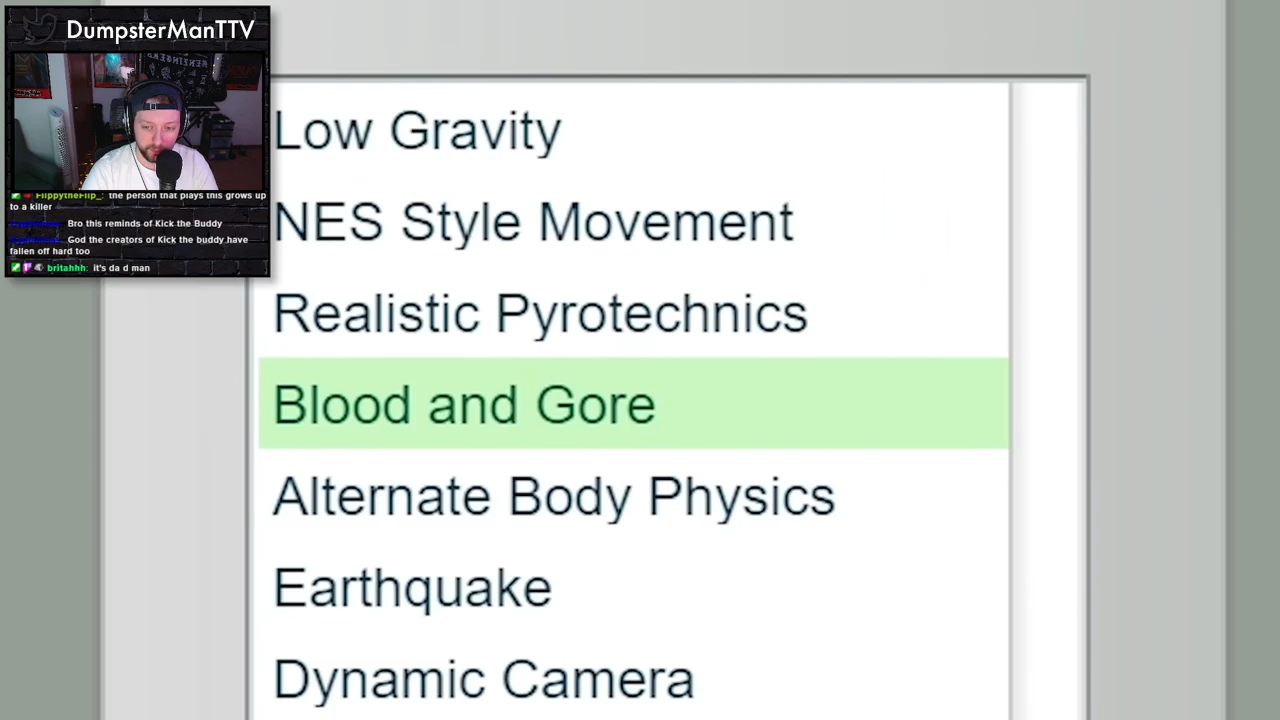 DumpsterManTTV
FlippytheFlip_: the person that plays this grows up
to a killer
Bro this reminds of Kick the Buddy
God the creators of Kick the buddy have
fallen off hard too
britahhh: it's da d man
Low Gravity
NES Style Movement
Realistic Pyrotechnics
Blood and Gore
Alternate Body Physics
Earthquake
Dynamic Camera